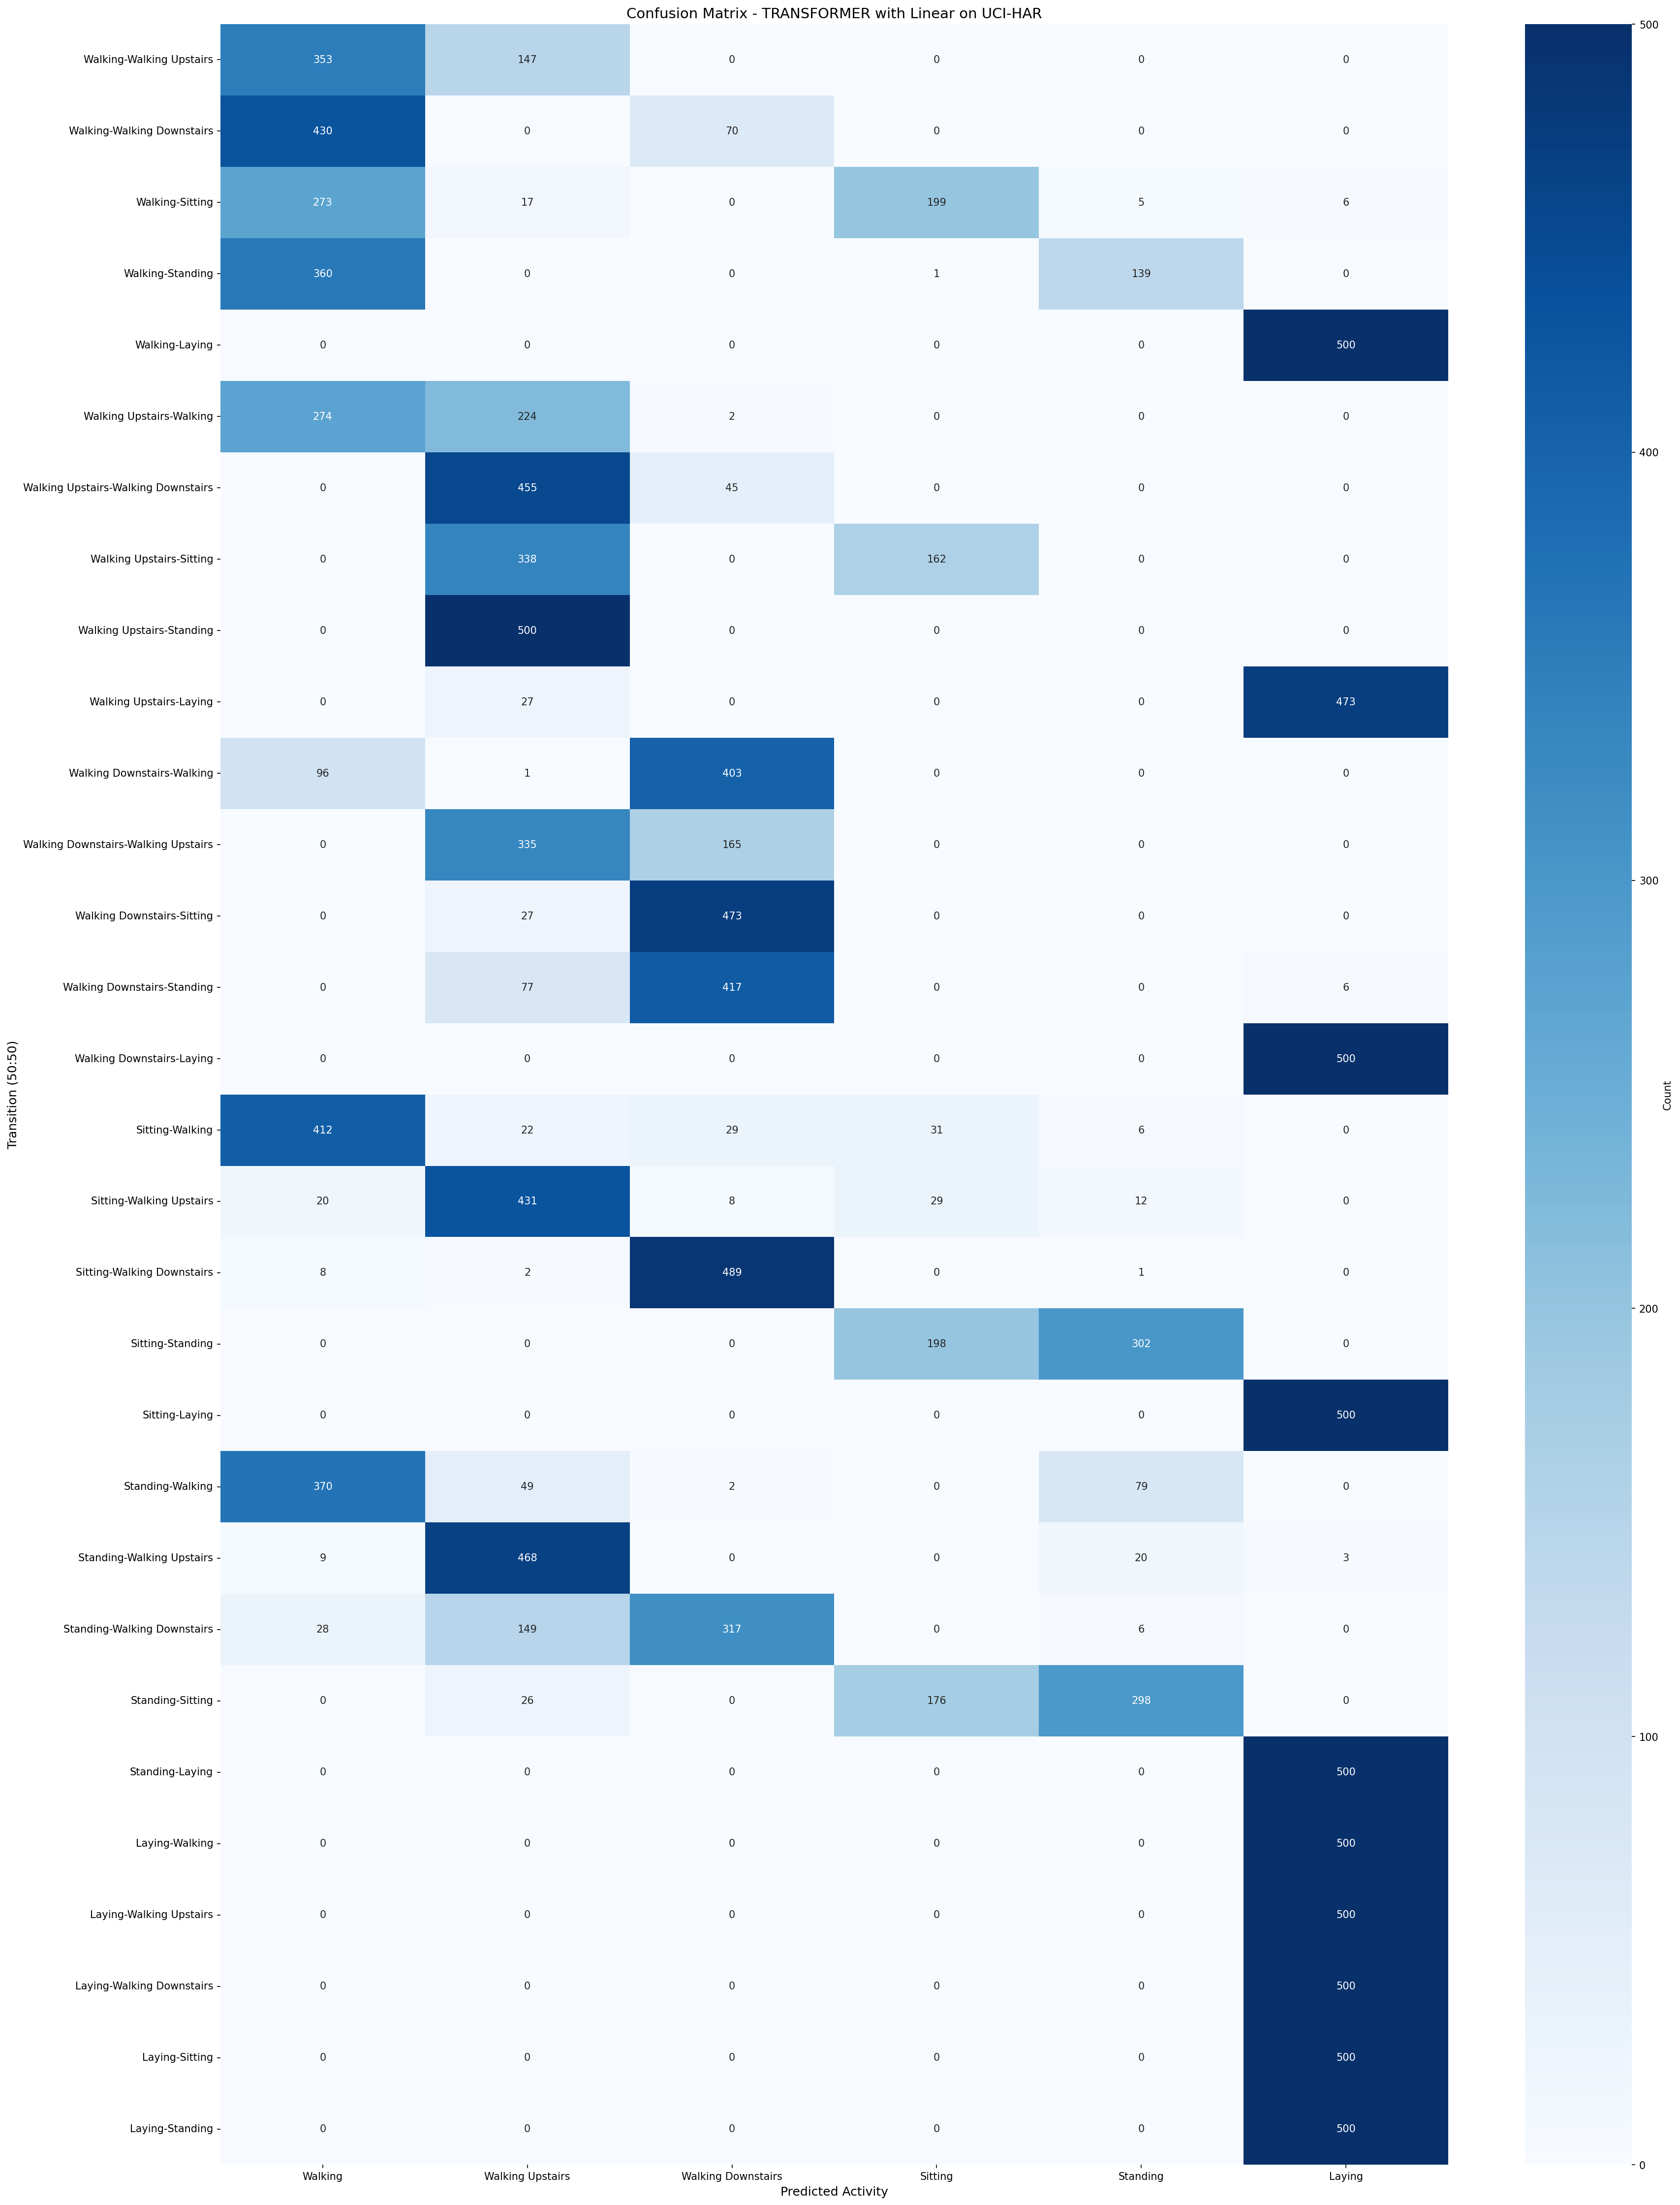 Confusion Matrix - TRANSFORMER with Linear on UCI-HAR
Walking-Walking Upstairs 353 147 0 0 0 0
Walking-Walking Downstairs 430 0 70 0 0 0
Walking-Sitting 273 17 0 199 5 6
Walking-Standing 360 0 0 1 139 0
Walking-Laying 0 0 0 0 0 500
Walking Upstairs-Walking 274 224 2 0 0 0
Walking Upstairs-Walking Downstairs 0 455 45 0 0 0
Walking Upstairs-Sitting 0 338 0 162 0 0
Walking Upstairs-Standing 0 500 0 0 0 0
Walking Upstairs-Laying 0 27 0 0 0 473
Walking Downstairs-Walking 96 1 403 0 0 0
Walking Downstairs-Walking Upstairs 0 335 165 0 0 0
Walking Downstairs-Sitting 0 27 473 0 0 0
Walking Downstairs-Standing 0 77 417 0 0 6
Walking Downstairs-Laying 0 0 0 0 0 500
Sitting-Walking 412 22 29 31 6 0
Sitting-Walking Upstairs 20 431 8 29 12 0
Sitting-Walking Downstairs 8 2 489 0 1 0
Sitting-Standing 0 0 0 198 302 0
Sitting-Laying 0 0 0 0 0 500
Standing-Walking 370 49 2 0 79 0
Standing-Walking Upstairs 9 468 0 0 20 3
Standing-Walking Downstairs 28 149 317 0 6 0
Standing-Sitting 0 26 0 176 298 0
Standing-Laying 0 0 0 0 0 500
Laying-Walking 0 0 0 0 0 500
Laying-Walking Upstairs 0 0 0 0 0 500
Laying-Walking Downstairs 0 0 0 0 0 500
Laying-Sitting 0 0 0 0 0 500
Laying-Standing 0 0 0 0 0 500
Walking Walking Upstairs Walking Downstairs Sitting Standing Laying
Predicted Activity
Transition (50:50)
500
400
300
200
100
0
Count